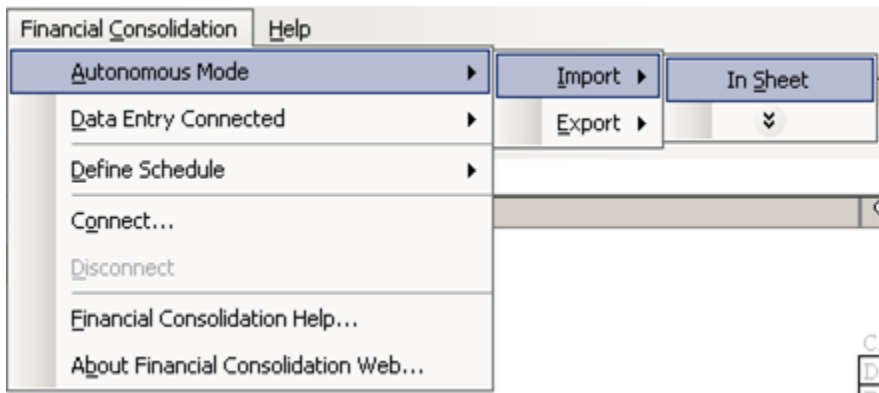 Financial Consolidation Help
Autonomous Mode Import In Sheet
Data Entry Connected Export
Define Schedule
Connect...
Disconnect
Financial Consolidation Help...
About Financial Consolidation Web...
C
D